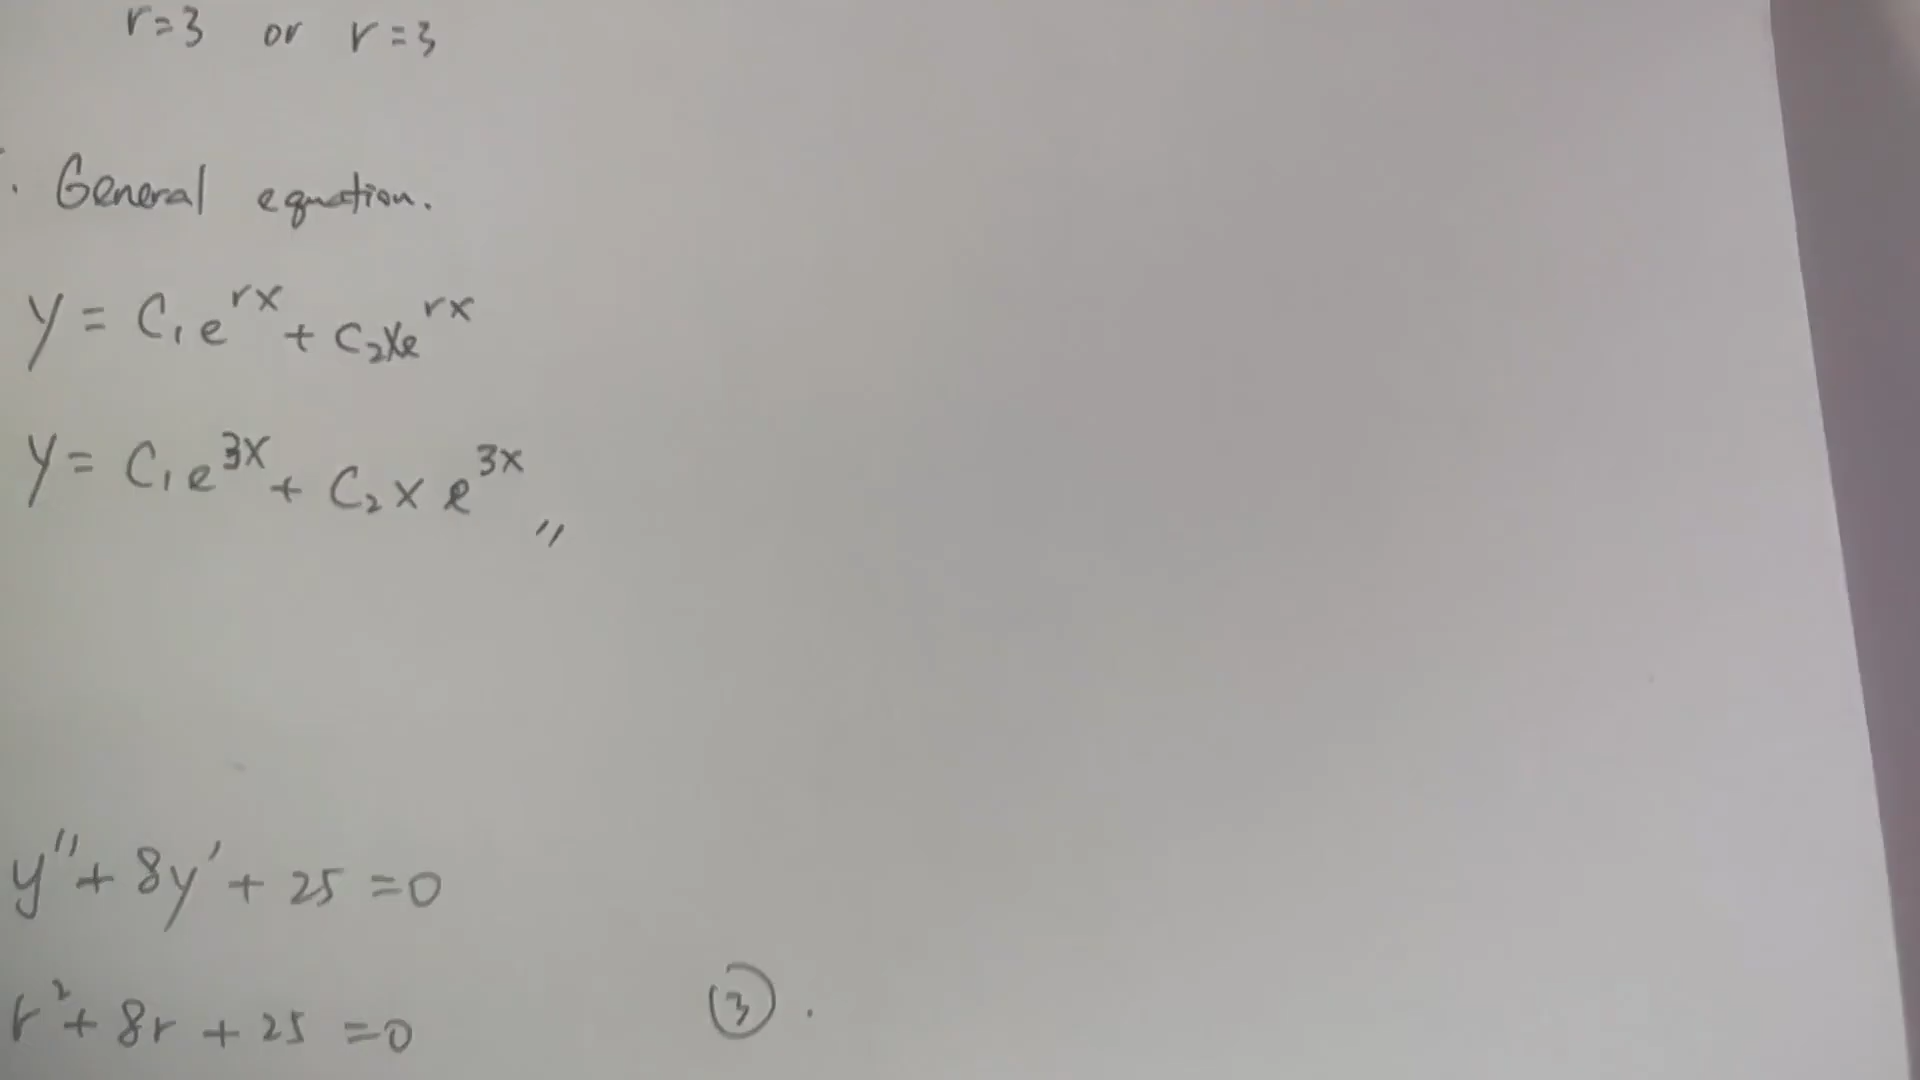 r=3 or r=3
. General equation.
y = C₁e^rx + C₂xe^rx
y = C₁e^3x + C₂xe^3x //
y'' + 8y' + 25 = 0
r² + 8r + 25 = 0
③ .